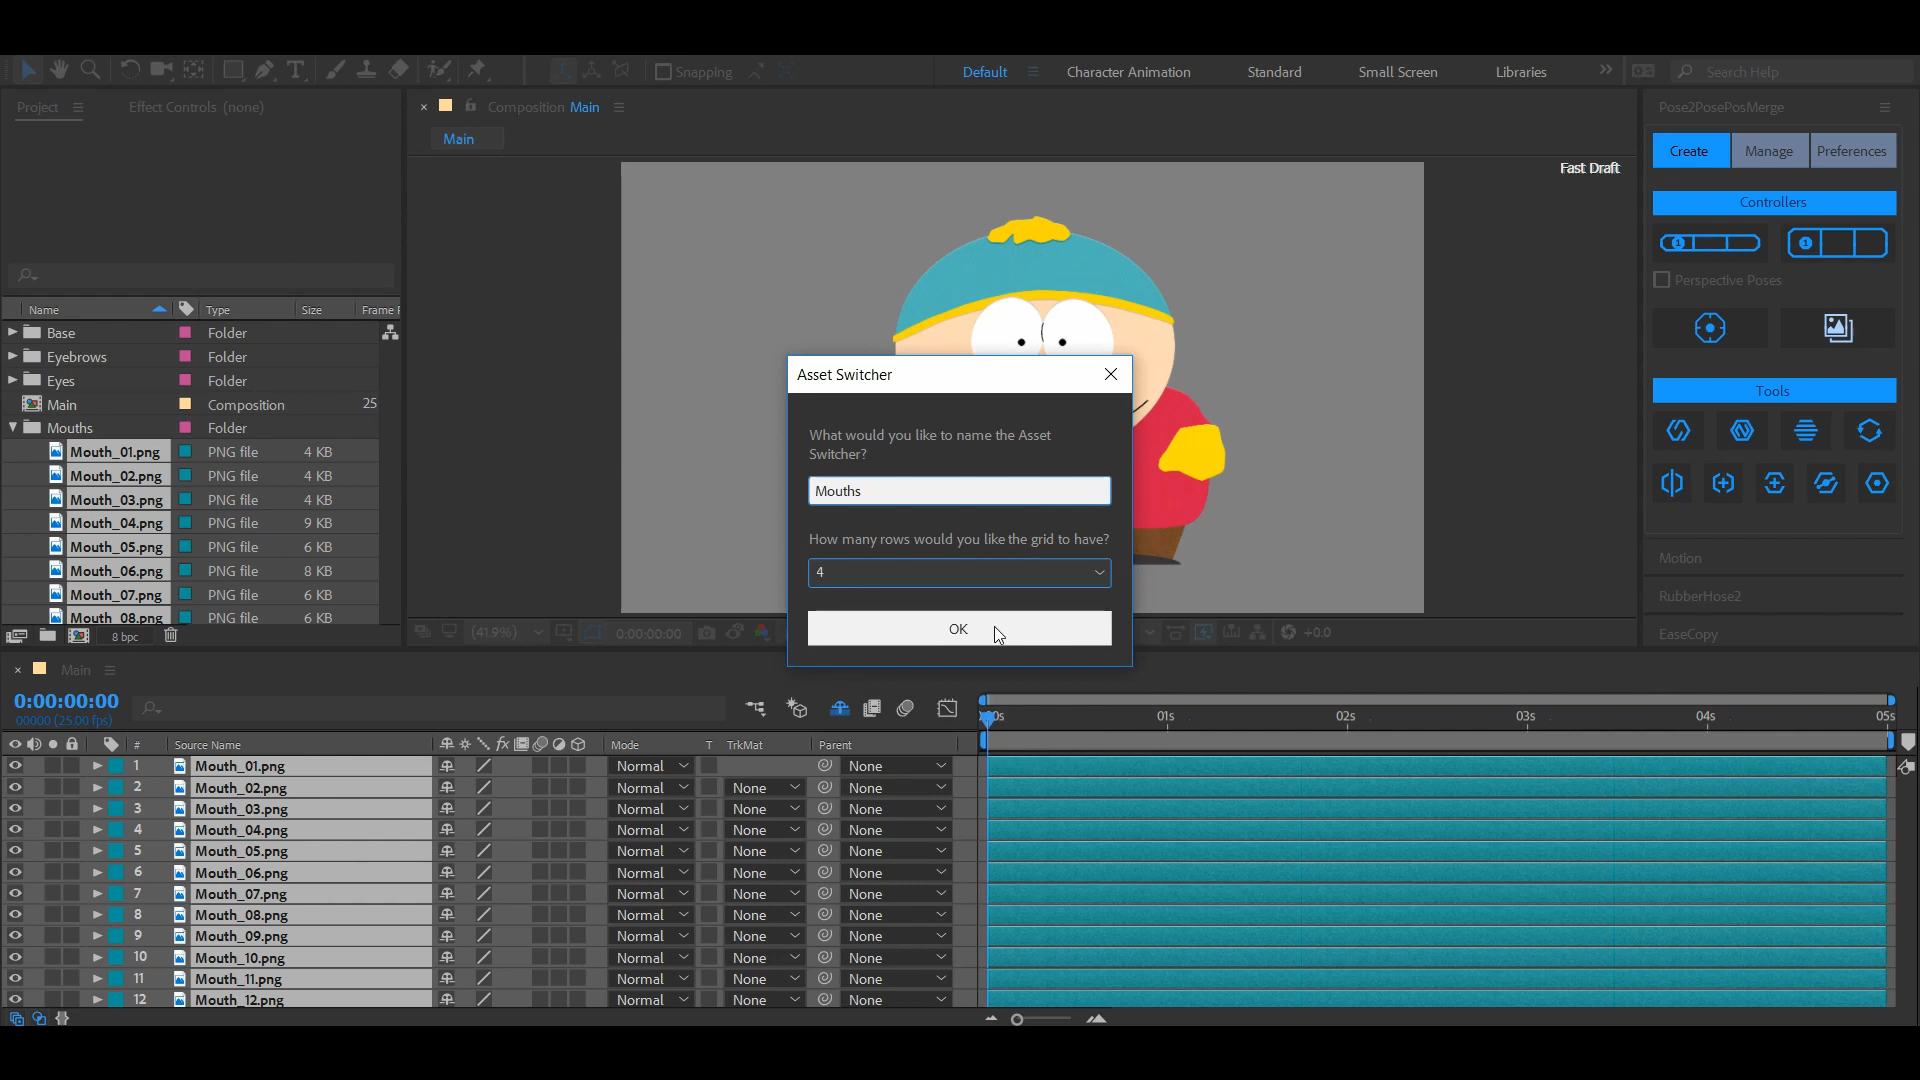 Snapping
Default
Character Animation
Standard
Small Screen
Libraries
Search Help
Project
Effect Controls (none)
Composition Main
Pose2PosePosMerge
Main
Create
Manage
Preferences
Fast Draft
Controllers
Perspective Poses
Name
Type
Size
Frame F
Base
Folder
Eyebrows
Folder
Eyes
Folder
Main
Composition
25
Mouths
Folder
Mouth_01.png
PNG file
4 KB
Mouth_02.png
PNG file
4 KB
Mouth_03.png
PNG file
4 KB
Mouth_04.png
PNG file
9 KB
Mouth_05.png
PNG file
6 KB
Mouth_06.png
PNG file
8 KB
Mouth_07.png
PNG file
6 KB
Mouth_08.png
PNG file
6 KB
8 bpc
Asset Switcher
What would you like to name the Asset
Switcher?
Mouths
How many rows would you like the grid to have?
4
OK
Tools
Motion
RubberHose2
EaseCopy
(41.9%)
0:00:00:00
+0.0
Main
0:00:00:00
00000 (25.00 fps)
01s
02s
03s
04s
05s
#
Source Name
Mode
T
TrkMat
Parent
1 Mouth_01.png Normal None
2 Mouth_02.png Normal None None
3 Mouth_03.png Normal None None
4 Mouth_04.png Normal None None
5 Mouth_05.png Normal None None
6 Mouth_06.png Normal None None
7 Mouth_07.png Normal None None
8 Mouth_08.png Normal None None
9 Mouth_09.png Normal None None
10 Mouth_10.png Normal None None
11 Mouth_11.png Normal None None
12 Mouth_12.png Normal None None